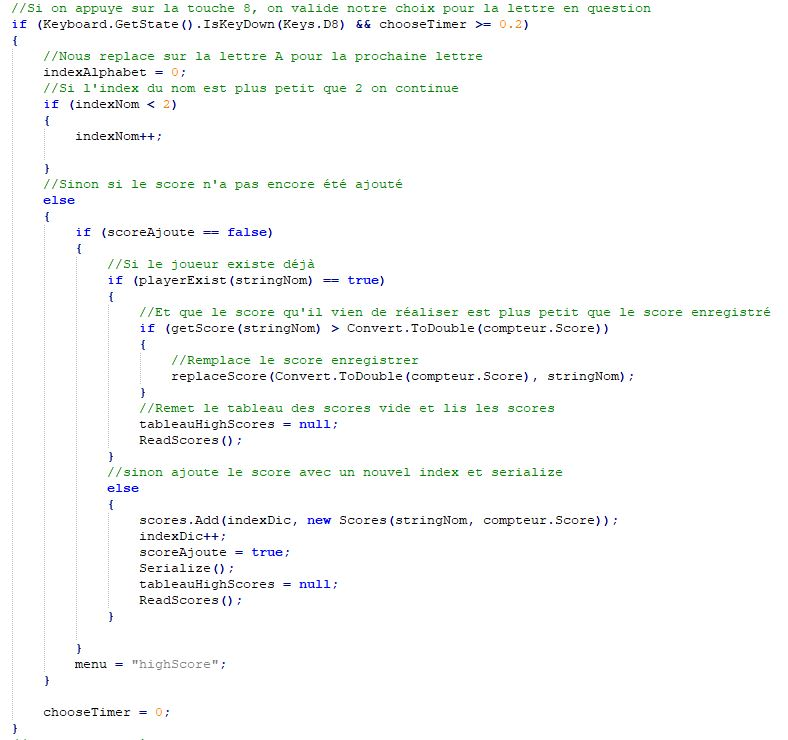 //Si on appuye sur la touche 8, on valide notre choix pour la lettre en question
if (Keyboard.GetState().IsKeyDown(Keys.D8) && chooseTimer >= 0.2)
{
    //Nous replace sur la lettre A pour la prochaine lettre
    indexAlphabet = 0;
    //Si l'index du nom est plus petit que 2 on continue
    if (indexNom < 2)
    {
        indexNom++;
    }
    //Sinon si le score n'a pas encore été ajouté
    else
    {
        if (scoreAjoute == false)
        {
            //Si le joueur existe déjà
            if (playerExist(stringNom) == true)
            {
                //Et que le score qu'il vien de réaliser est plus petit que le score enregistré
                if (getScore(stringNom) > Convert.ToDouble(compteur.Score))
                {
                    //Remplace le score enregistrer
                    replaceScore(Convert.ToDouble(compteur.Score), stringNom);
                }
                //Remet le tableau des scores vide et lis les scores
                tableauHighScores = null;
                ReadScores();
            }
            //sinon ajoute le score avec un nouvel index et serialize
            else
            {
                scores.Add(indexDic, new Scores(stringNom, compteur.Score));
                indexDic++;
                scoreAjoute = true;
                Serialize();
                tableauHighScores = null;
                ReadScores();
            }
        }
        menu = "highScore";
    }
    chooseTimer = 0;
}